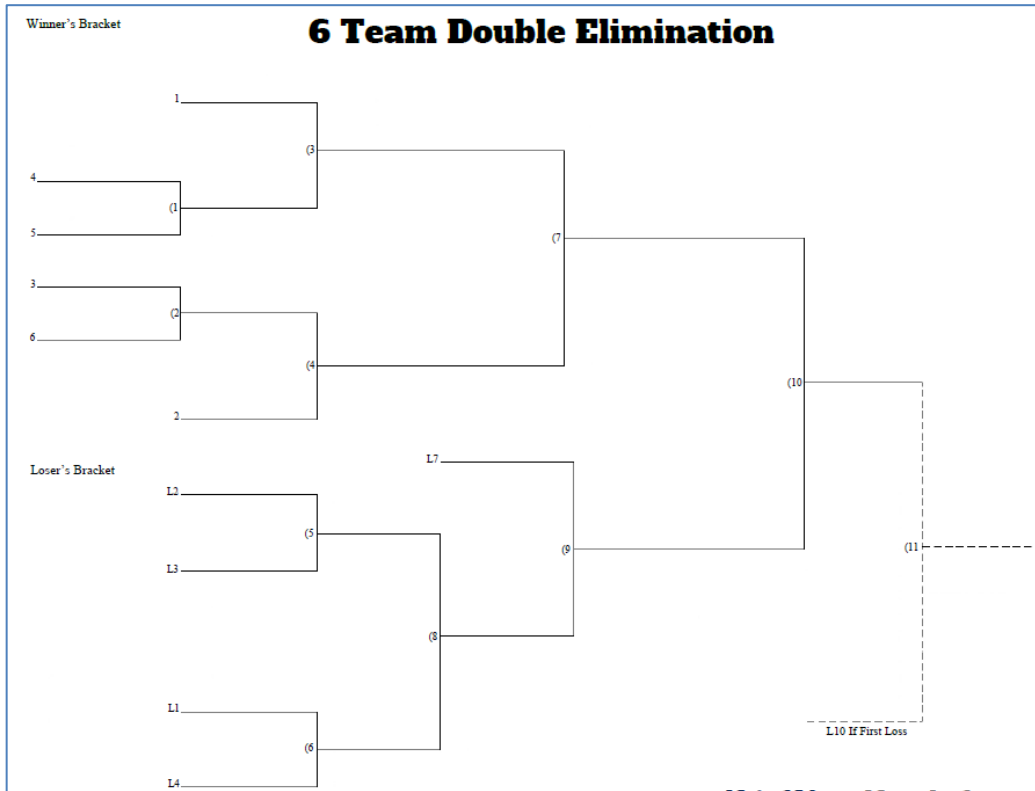 Winner's Bracket
6 Team Double Elimination
1
(3
4
(1
5
(7
3
(2
6
(4
(10
2
L7
Loser's Bracket
L2
(5
L3
(9
(11
(8
L1
L10 If First Loss
(6
L4